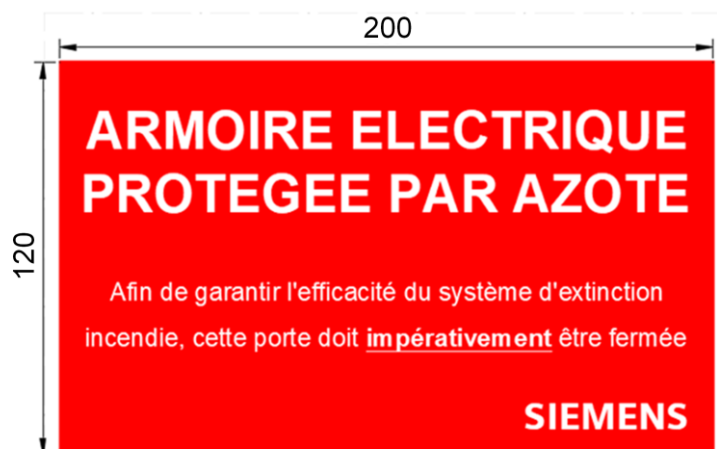 200
120
ARMOIRE ELECTRIQUE
PROTEGEE PAR AZOTE
Afin de garantir l'efficacité du système d'extinction
incendie, cette porte doit impérativement être fermée
SIEMENS